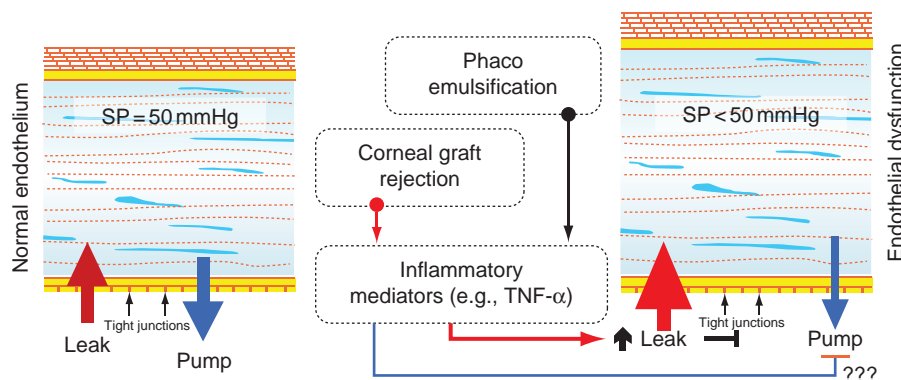 Normal endothelium
SP = 50 mmHg
Tight junctions
Leak
Pump
Phaco
emulsification
Corneal graft
rejection
Inflammatory
mediators (e.g., TNF-α)
SP < 50 mmHg
Tight junctions
Leak
Pump
???
Endothelial dysfunction